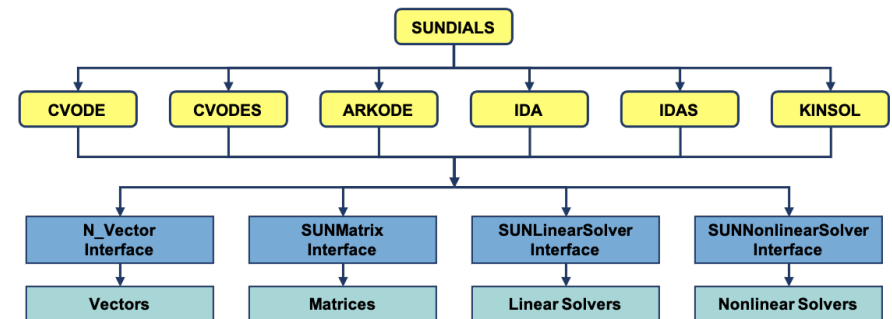 SUNDIALS
CVODE
CVODES
ARKODE
IDA
IDAS
KINSOL
N_Vector
Interface
SUNMatrix
Interface
SUNLinearSolver
Interface
SUNNonlinearSolver
Interface
Vectors
Matrices
Linear Solvers
Nonlinear Solvers